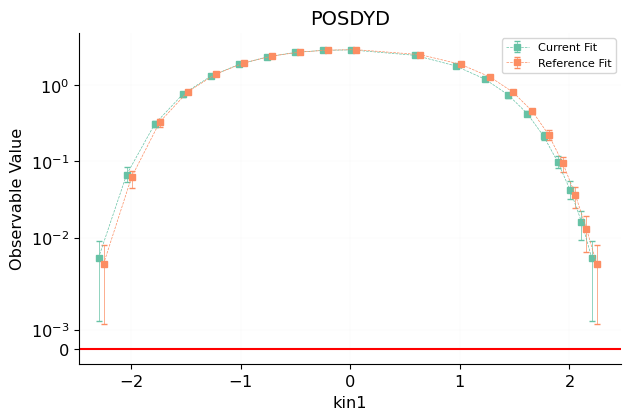 POSDYD
Current Fit
Reference Fit
Observable Value
10⁰
10⁻¹
10⁻²
10⁻³
0
−2
−1
0
1
2
kin1